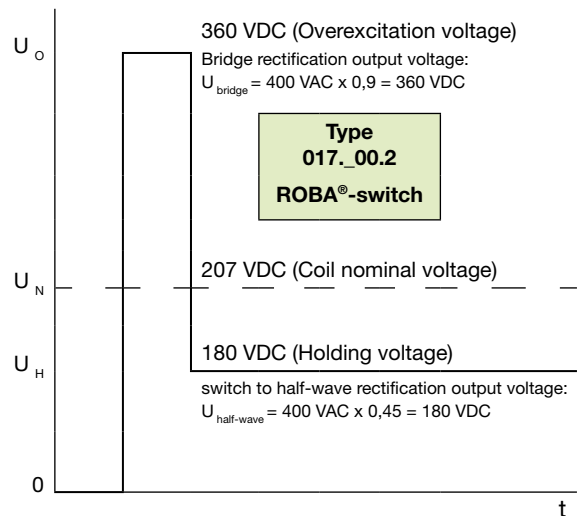 360 VDC (Overexcitation voltage)
U O
Bridge rectification output voltage:
U bridge = 400 VAC x 0,9 = 360 VDC
Type
017._00.2
ROBA®-switch
207 VDC (Coil nominal voltage)
U N
180 VDC (Holding voltage)
U H
switch to half-wave rectification output voltage:
U half-wave = 400 VAC x 0,45 = 180 VDC
0
t